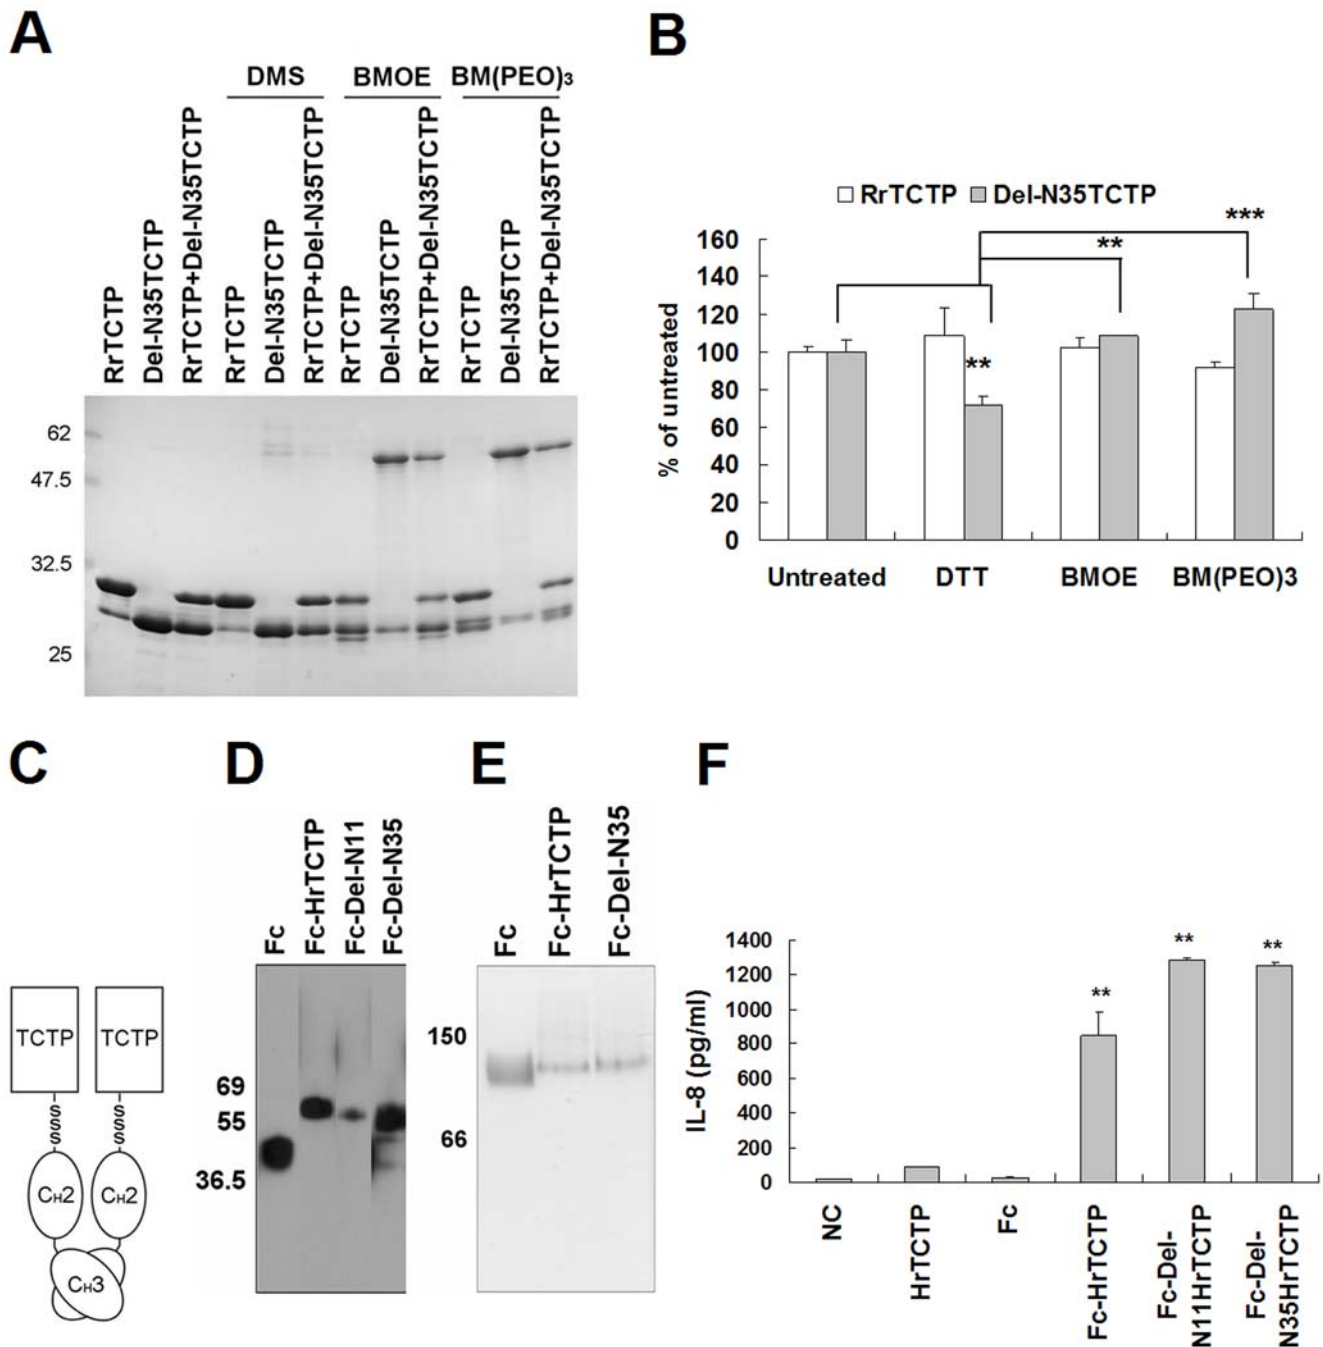 A
DMS BMOE BM(PEO)3
RrTCTP
Del-N35TCTP
RrTCTP+Del-N35TCTP
RrTCTP
Del-N35TCTP
RrTCTP+Del-N35TCTP
RrTCTP
Del-N35TCTP
RrTCTP+Del-N35TCTP
RrTCTP
Del-N35TCTP
RrTCTP+Del-N35TCTP
62
47.5
32.5
25
B
RrTCTP Del-N35TCTP
% of untreated
160
140
120
100
80
60
40
20
0
***
**
**
Untreated DTT BMOE BM(PEO)3
C
TCTP TCTP
S S
S S
S S
CH2 CH2
CH3
D
Fc
Fc-HrTCTP
Fc-Del-N11
Fc-Del-N35
69
55
36.5
E
Fc
Fc-HrTCTP
Fc-Del-N35
150
66
F
IL-8 (pg/ml)
1400
1200
1000
800
600
400
200
0
**
**
**
NC
HrTCTP
Fc
Fc-HrTCTP
Fc-Del-
N11HrTCTP
Fc-Del-
N35HrTCTP